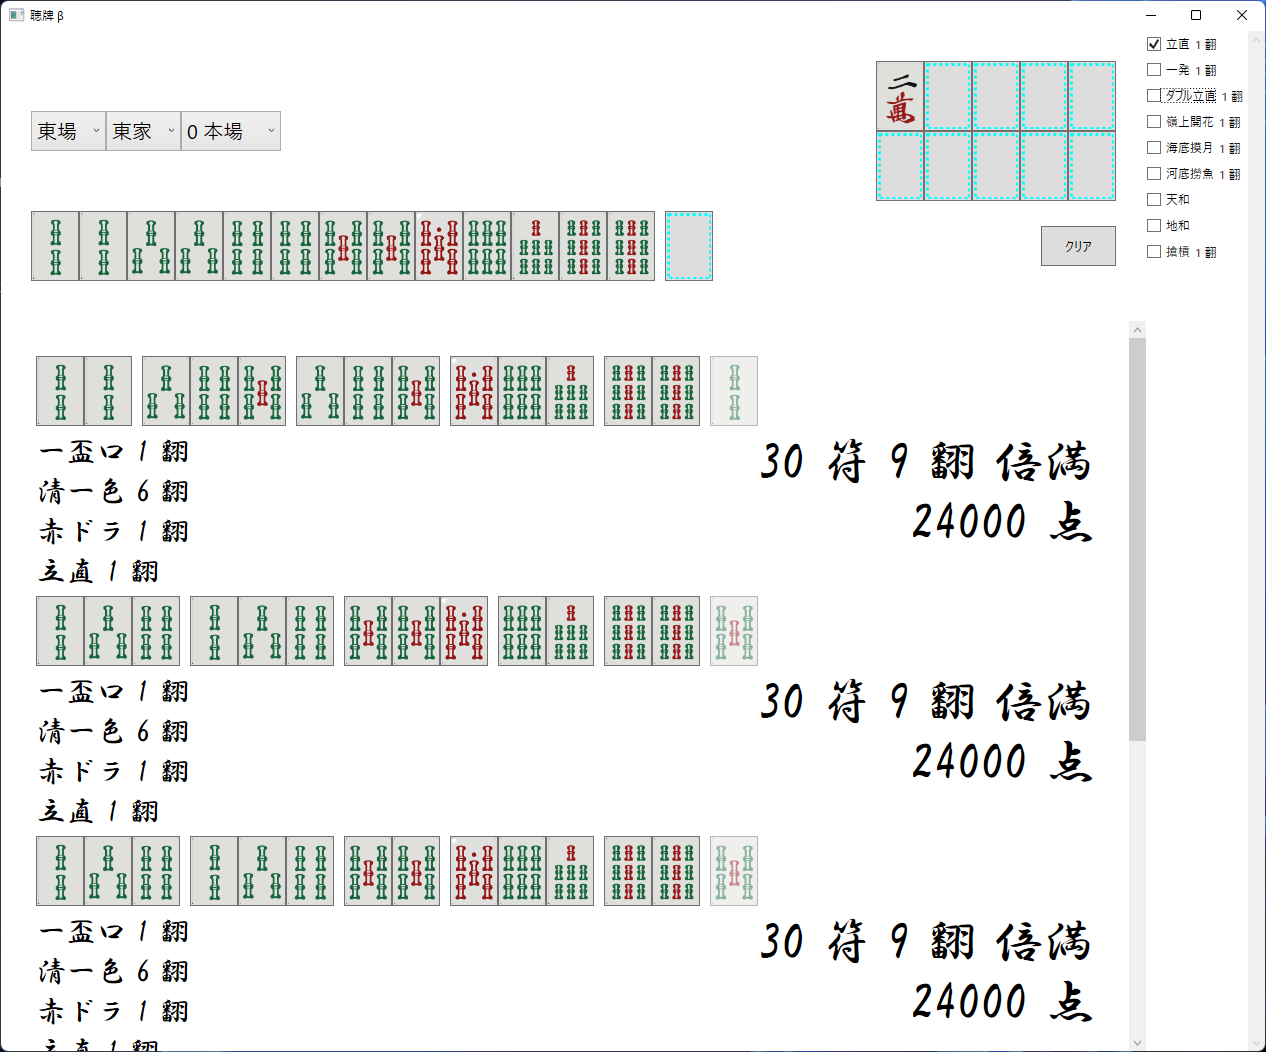 聴牌 β
立直 1 翻
一発 1 翻
ダブル立直 1 翻
嶺上開花 1 翻
海底摸月 1 翻
河底撈魚 1 翻
天和
地和
搶槓 1 翻
二萬
東場 東家 0 本場
クリア
一盃口 1 翻
清一色 6 翻
赤ドラ 1 翻
立直 1 翻
30 符 9 翻 倍満
24000 点
一盃口 1 翻
清一色 6 翻
赤ドラ 1 翻
立直 1 翻
30 符 9 翻 倍満
24000 点
一盃口 1 翻
清一色 6 翻
赤ドラ 1 翻
立直 1 翻
30 符 9 翻 倍満
24000 点